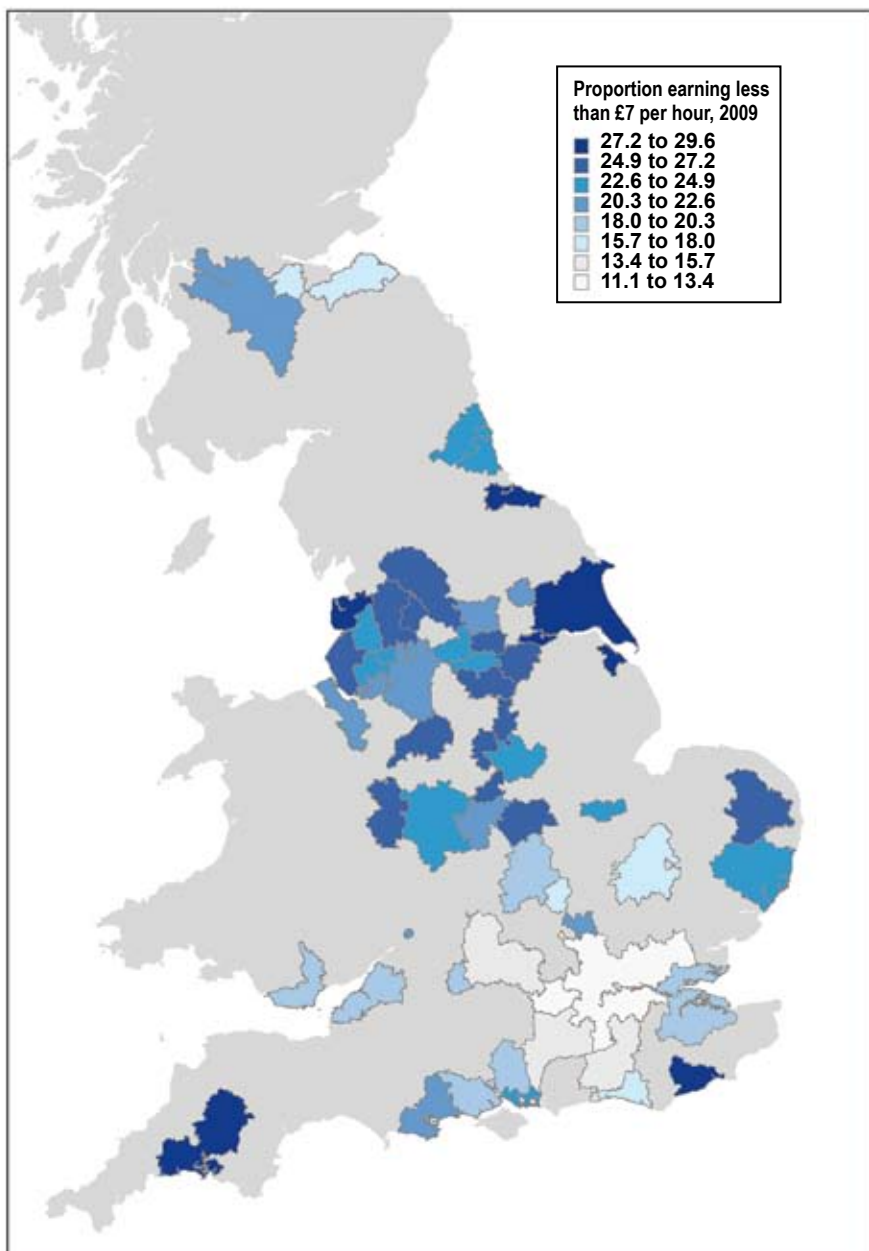 Proportion earning less
than £7 per hour, 2009
27.2 to 29.6
24.9 to 27.2
22.6 to 24.9
20.3 to 22.6
18.0 to 20.3
15.7 to 18.0
13.4 to 15.7
11.1 to 13.4